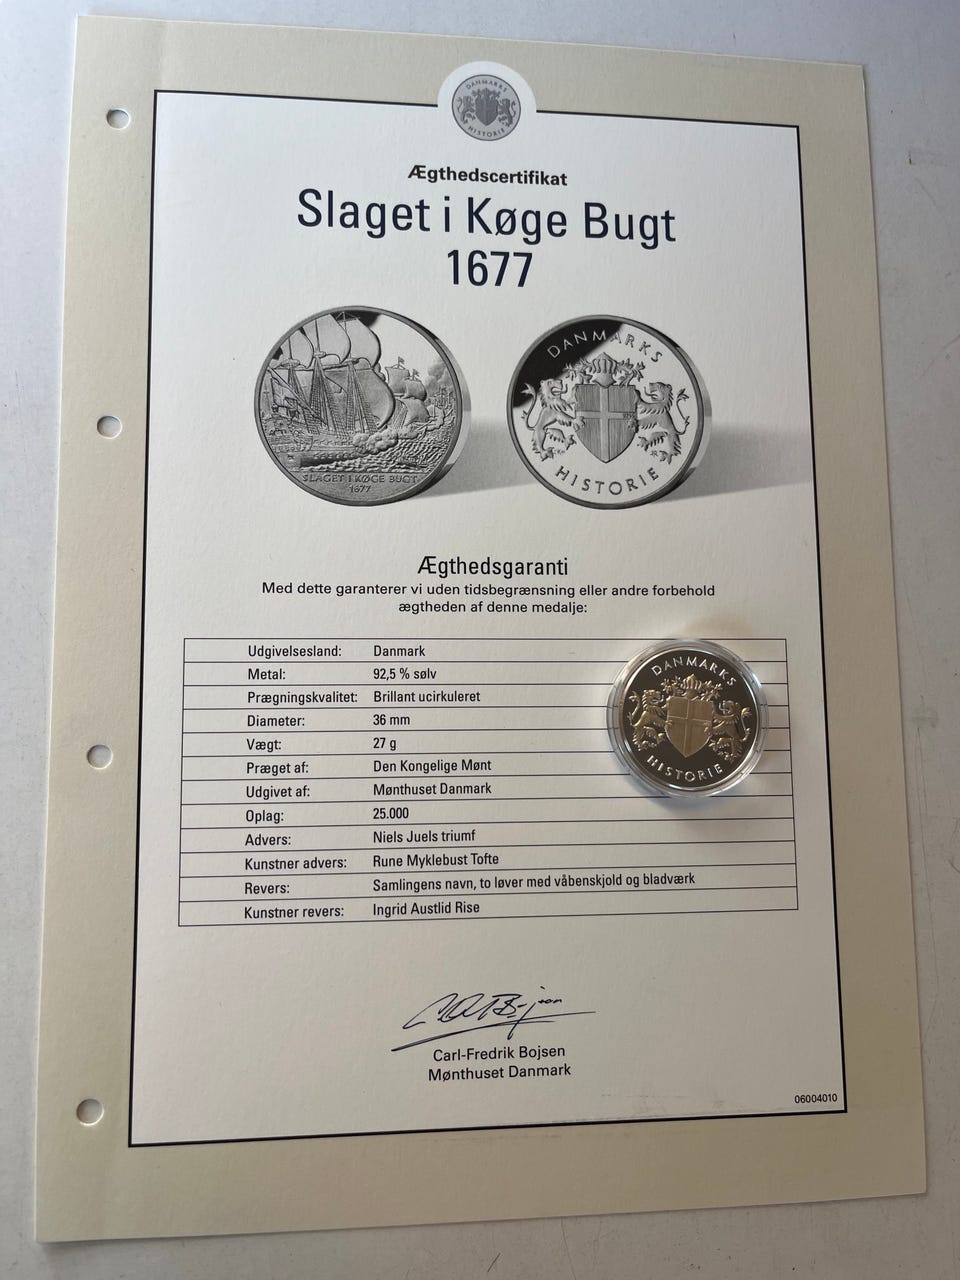 DANMARKS
HISTORIE
Ægthedscertifikat
Slaget i Køge Bugt
1677
SLAGET I KØGE BUGT
1677
DANMARKS
HISTORIE
Ægthedsgaranti
Med dette garanterer vi uden tidsbegrænsning eller andre forbehold
ægtheden af denne medalje:
Udgivelsesland: Danmark
Metal: 92,5 % sølv
Prægningskvalitet: Brillant ucirkuleret
Diameter: 36 mm
Vægt: 27 g
Præget af: Den Kongelige Mønt
Udgivet af: Mønthuset Danmark
Oplag: 25.000
Advers: Niels Juels triumf
Kunstner advers: Rune Myklebust Tofte
Revers: Samlingens navn, to løver med våbenskjold og bladværk
Kunstner revers: Ingrid Austlid Rise
DANMARKS
HISTORIE
Carl-Fredrik Bojsen
Mønthuset Danmark
06004010